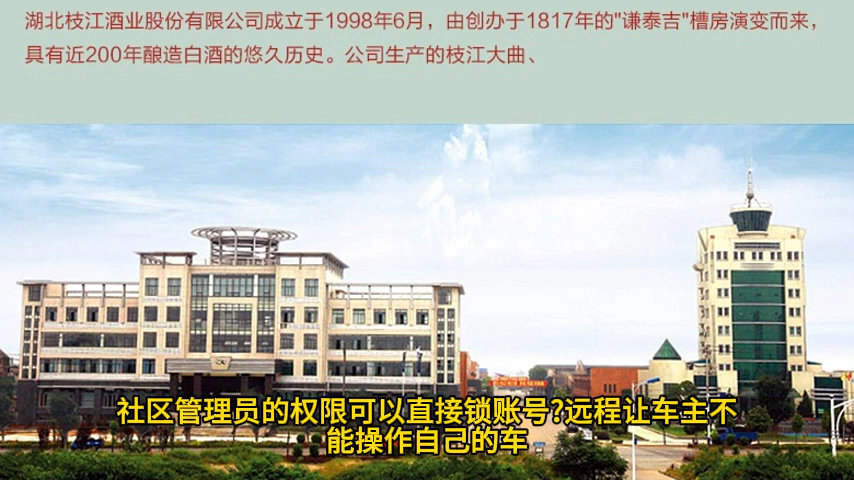 湖北枝江酒业股份有限公司成立于1998年6月，由创办于1817年的"谦泰吉"槽房演变而来，
具有近200年酿造白酒的悠久历史。公司生产的枝江大曲、
社区管理员的权限可以直接锁账号?远程让车主不
能操作自己的车